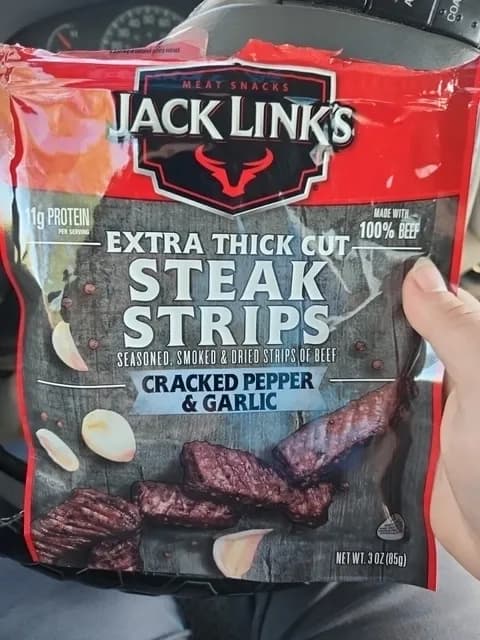 MEAT SNACKS
JACK LINK'S
11g PROTEIN
PER SERVING
MADE WITH
100% BEEF
EXTRA THICK CUT
STEAK
STRIPS
SEASONED, SMOKED & DRIED STRIPS OF BEEF
CRACKED PEPPER
& GARLIC
NET WT. 3 OZ (85g)